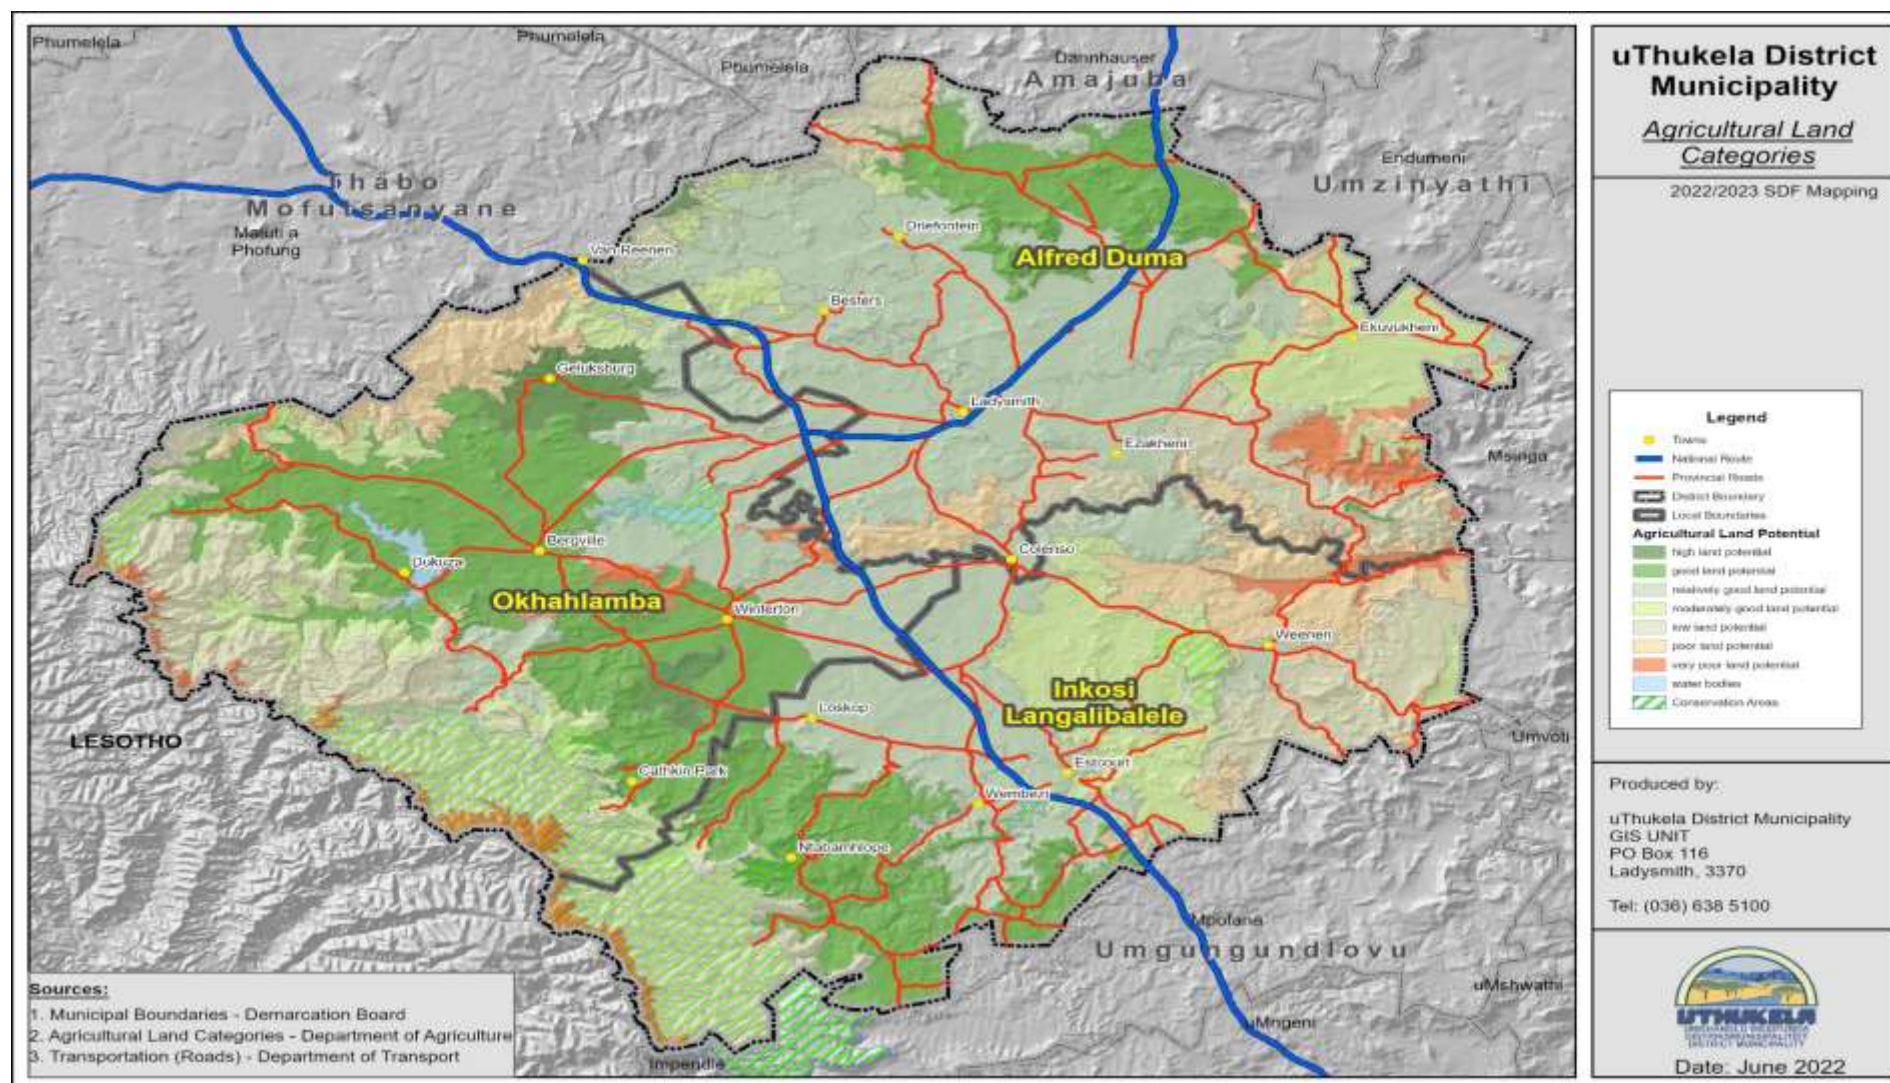 Phumelela
Phumelela
Phumelela
Dannhauser
Amajuba
Endumeni
Umzinyathi
Thabo
Mofutsanyane
Maluti a
Phofung
Van Reenen
Driefontein
Alfred Duma
Besters
Ekuvukheni
Geluksburg
Ladysmith
Ezakheni
Msinga
Bergville
Colenso
Dukuza
Okhahlamba
Winterton
Weenen
Inkosi
Langalibalele
Loskop
LESOTHO
Umvoti
Cathkin Park
Estcourt
Wembezi
Ntabamhlope
Mpofana
Umgungundlovu
uMshwathi
uMngeni
Impendle
Sources:
1. Municipal Boundaries - Demarcation Board
2. Agricultural Land Categories - Department of Agriculture
3. Transportation (Roads) - Department of Transport
uThukela District
Municipality
Agricultural Land
Categories
2022/2023 SDF Mapping
Legend
Towns
National Route
Provincial Roads
District Boundary
Local Boundaries
Agricultural Land Potential
high land potential
good land potential
relatively good land potential
moderately good land potential
low land potential
poor land potential
very poor land potential
water bodies
Conservation Areas
Produced by:
uThukela District Municipality
GIS UNIT
PO Box 116
Ladysmith, 3370
Tel: (036) 638 5100
UTHUKELA
DISTRICT MUNICIPALITY
Date: June 2022